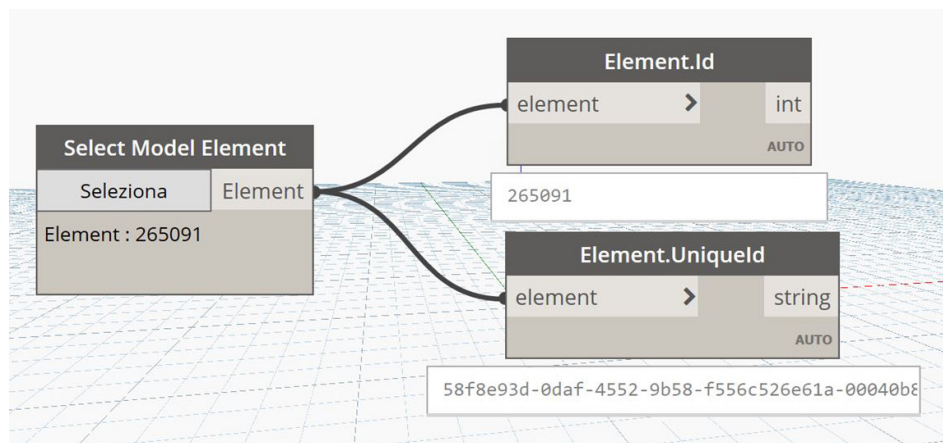 Select Model Element
Seleziona
Element
Element : 265091
Element.Id
element
int
AUTO
265091
Element.UniqueId
element
string
AUTO
58f8e93d-0daf-4552-9b58-f556c526e61a-00040b8